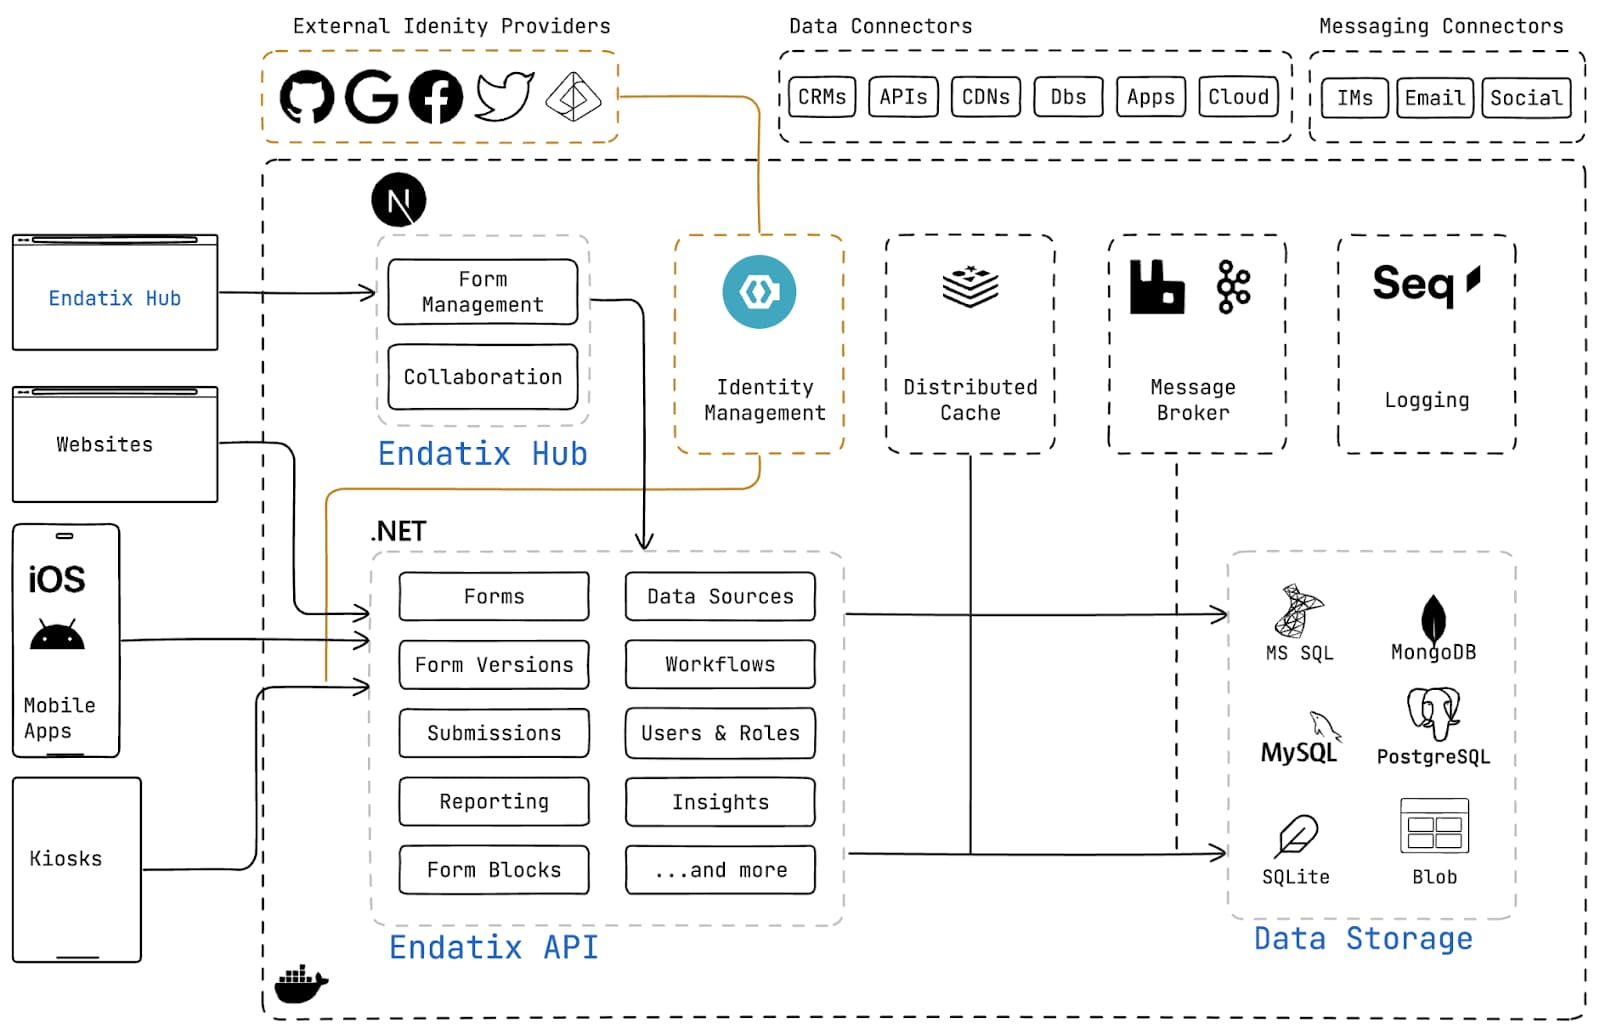 External Idenity Providers
Data Connectors
Messaging Connectors
CRMs
APIs
CDNs
Dbs
Apps
Cloud
IMs
Email
Social
N
Endatix Hub
Form
Management
Collaboration
Endatix Hub
Identity
Management
Distributed
Cache
Message
Broker
Seq
Logging
Websites
iOS
Mobile
Apps
Kiosks
.NET
Forms
Data Sources
Form Versions
Workflows
Submissions
Users & Roles
Reporting
Insights
Form Blocks
...and more
Endatix API
MS SQL
MongoDB
MySQL
PostgreSQL
SQLite
Blob
Data Storage